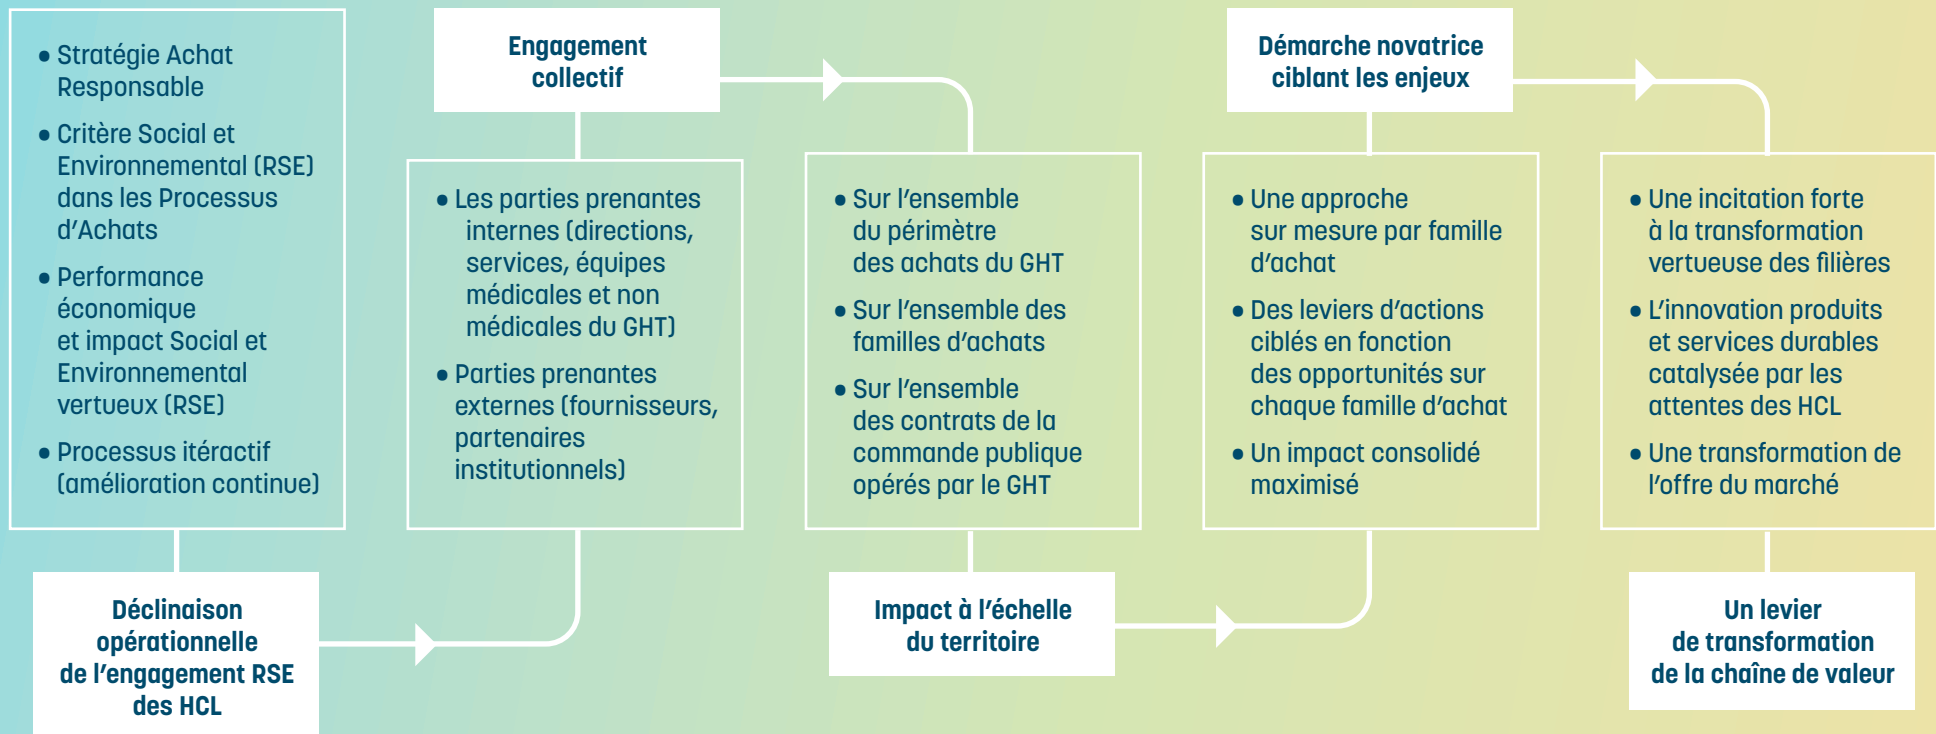 • Stratégie Achat
Responsable
• Critère Social et
Environnemental (RSE)
dans les Processus
d’Achats
• Performance
économique
et impact Social et
Environnemental
vertueux (RSE)
• Processus itéractif
(amélioration continue)
Déclinaison
opérationnelle
de l’engagement RSE
des HCL
Engagement
collectif
• Les parties prenantes
internes (directions,
services, équipes
médicales et non
médicales du GHT)
• Parties prenantes
externes (fournisseurs,
partenaires
institutionnels)
• Sur l’ensemble
du périmètre
des achats du GHT
• Sur l’ensemble des
familles d’achats
• Sur l’ensemble
des contrats de la
commande publique
opérés par le GHT
Impact à l’échelle
du territoire
Démarche novatrice
ciblant les enjeux
• Une approche
sur mesure par famille
d’achat
• Des leviers d’actions
ciblés en fonction
des opportunités sur
chaque famille d’achat
• Un impact consolidé
maximisé
• Une incitation forte
à la transformation
vertueuse des filières
• L’innovation produits
et services durables
catalysée par les
attentes des HCL
• Une transformation de
l’offre du marché
Un levier
de transformation
de la chaîne de valeur